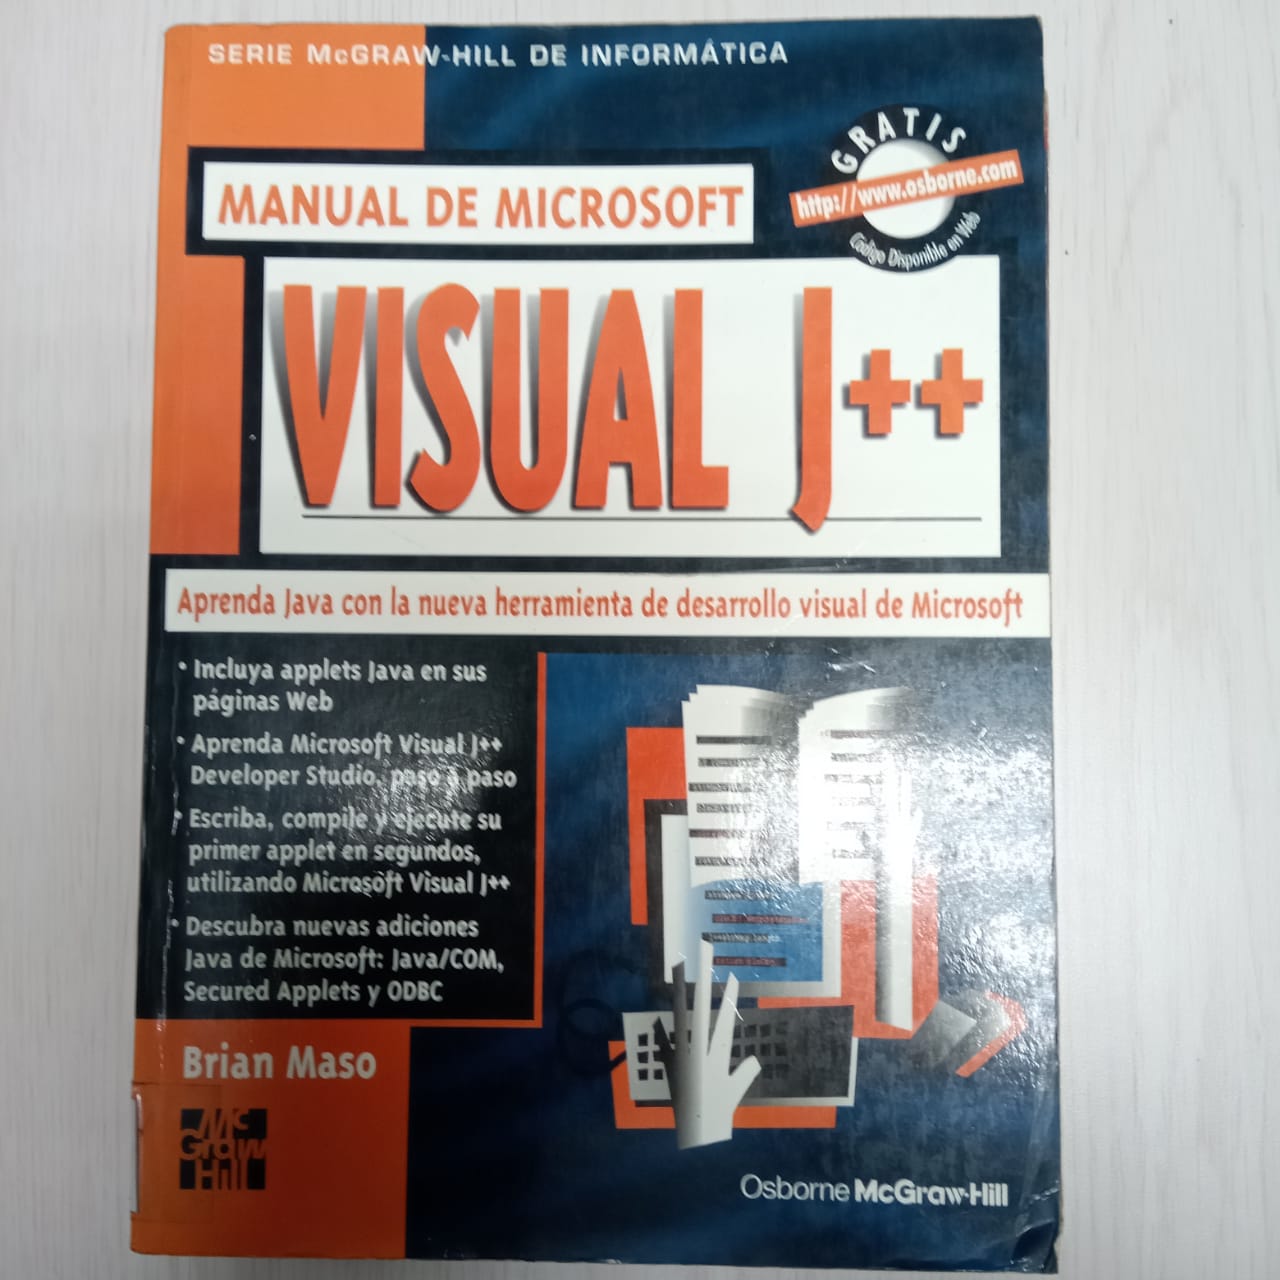 SERIE McGRAW-HILL DE INFORMÁTICA
GRATIS
http://www.osborne.com
Código Disponible en Web
MANUAL DE MICROSOFT
VISUAL J++
Aprenda Java con la nueva herramienta de desarrollo visual de Microsoft
• Incluya applets Java en sus
páginas Web
• Aprenda Microsoft Visual J++
Developer Studio, paso a paso
• Escriba, compile y ejecute su
primer applet en segundos,
utilizando Microsoft Visual J++
• Descubra nuevas adiciones
Java de Microsoft: Java/COM,
Secured Applets y ODBC
Brian Maso
Mc
Graw
Hill
Osborne McGraw-Hill